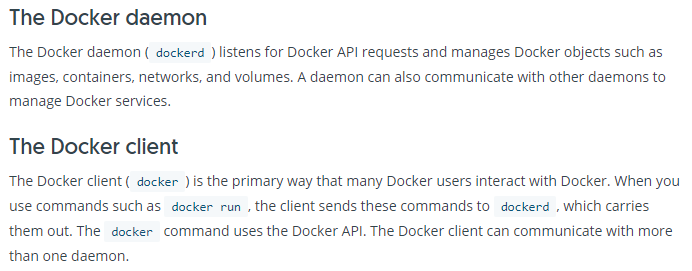 The Docker daemon
The Docker daemon ( dockerd ) listens for Docker API requests and manages Docker objects such as
images, containers, networks, and volumes. A daemon can also communicate with other daemons to
manage Docker services.
The Docker client
The Docker client ( docker ) is the primary way that many Docker users interact with Docker. When you
use commands such as docker run , the client sends these commands to dockerd , which carries
them out. The docker command uses the Docker API. The Docker client can communicate with more
than one daemon.